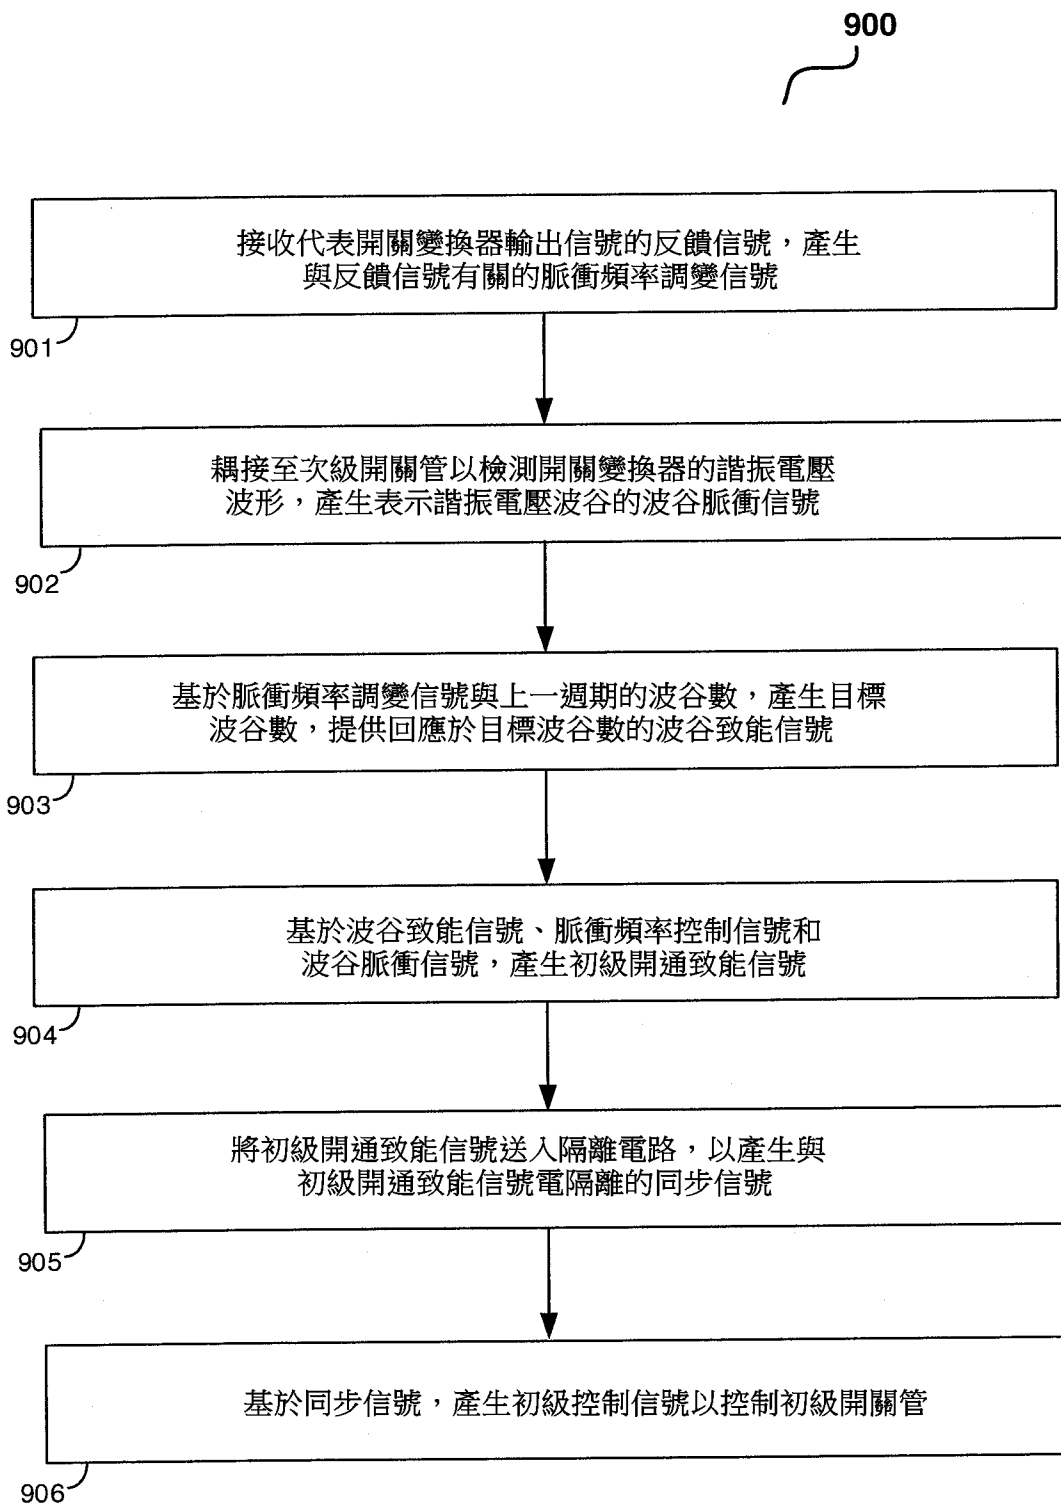 900
接收代表開關變換器輸出信號的反饋信號，產生
與反饋信號有關的脈衝頻率調變信號
901
耦接至次級開關管以檢測開關變換器的諧振電壓
波形，產生表示諧振電壓波谷的波谷脈衝信號
902
基於脈衝頻率調變信號與上一週期的波谷數，產生目標
波谷數，提供回應於目標波谷數的波谷致能信號
903
基於波谷致能信號、脈衝頻率控制信號和
波谷脈衝信號，產生初級開通致能信號
904
將初級開通致能信號送入隔離電路，以產生與
初級開通致能信號電隔離的同步信號
905
基於同步信號，產生初級控制信號以控制初級開關管
906